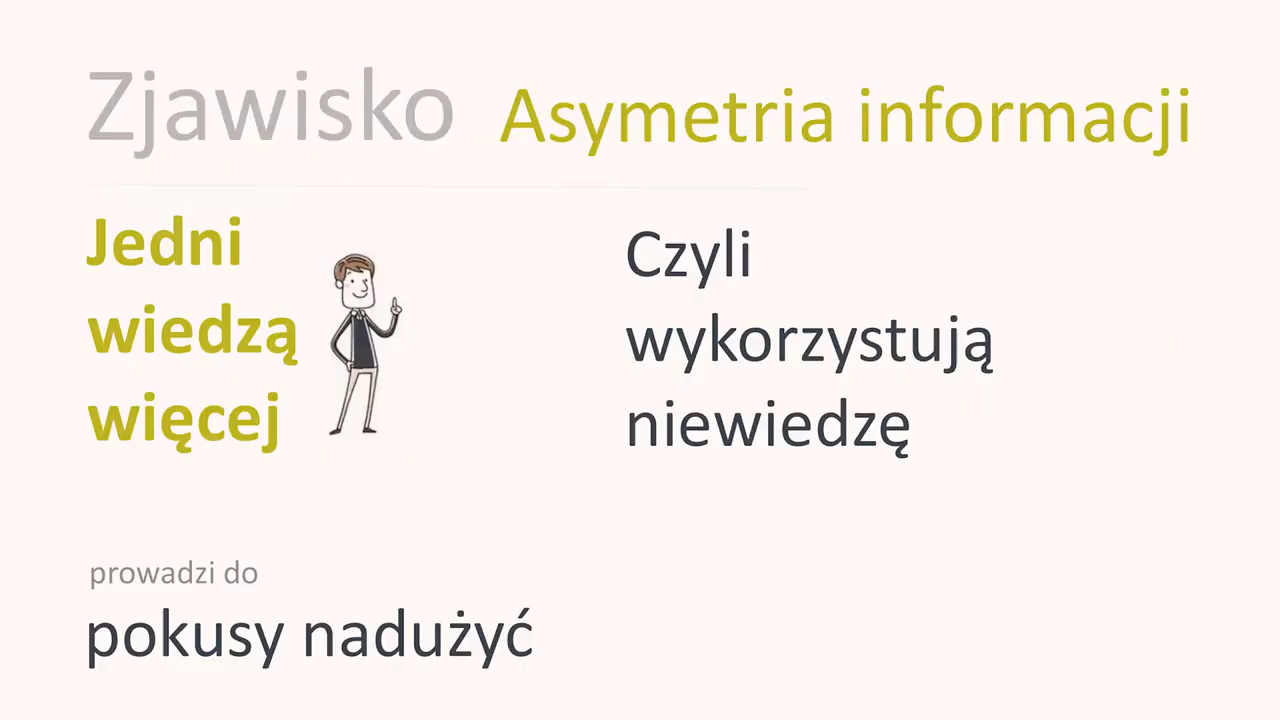 Zjawisko Asymetria informacji
Jedni
wiedzą
więcej
Czyli
wykorzystują
niewiedzę
prowadzi do
pokusy nadużyć